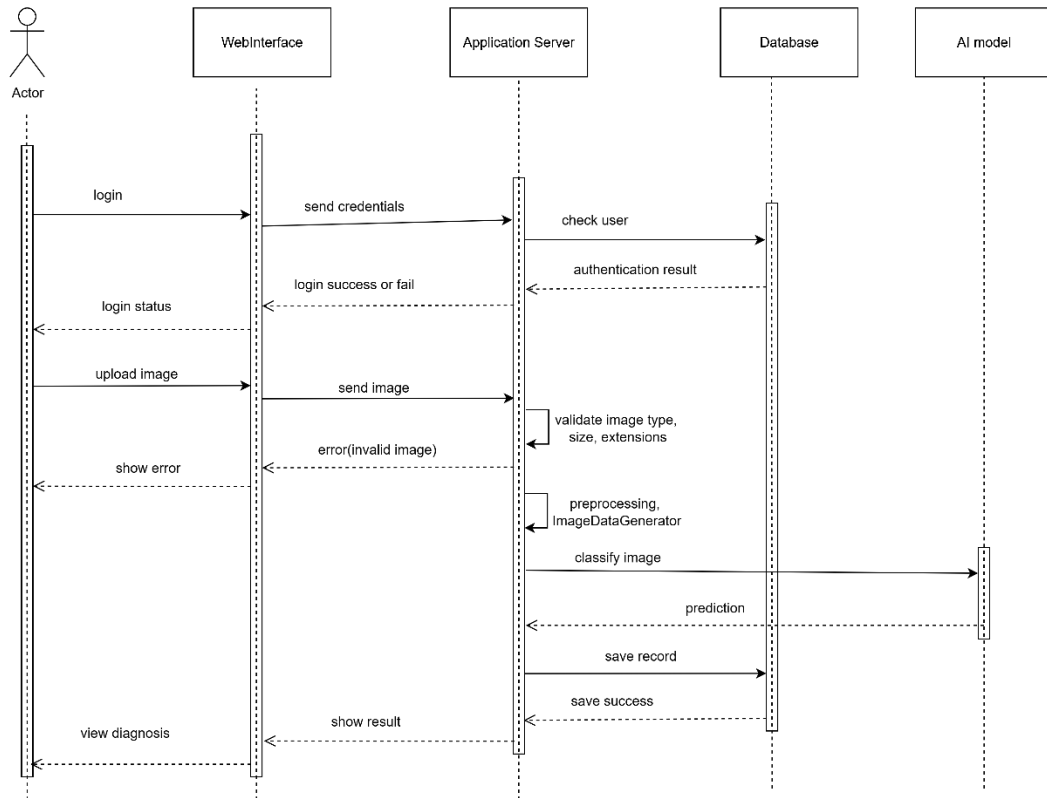 WebInterface
Application Server
Database
AI model
Actor
login
send credentials
check user
authentication result
login success or fail
login status
upload image
send image
validate image type,
size, extensions
error(invalid image)
show error
preprocessing,
ImageDataGenerator
classify image
prediction
save record
save success
show result
view diagnosis